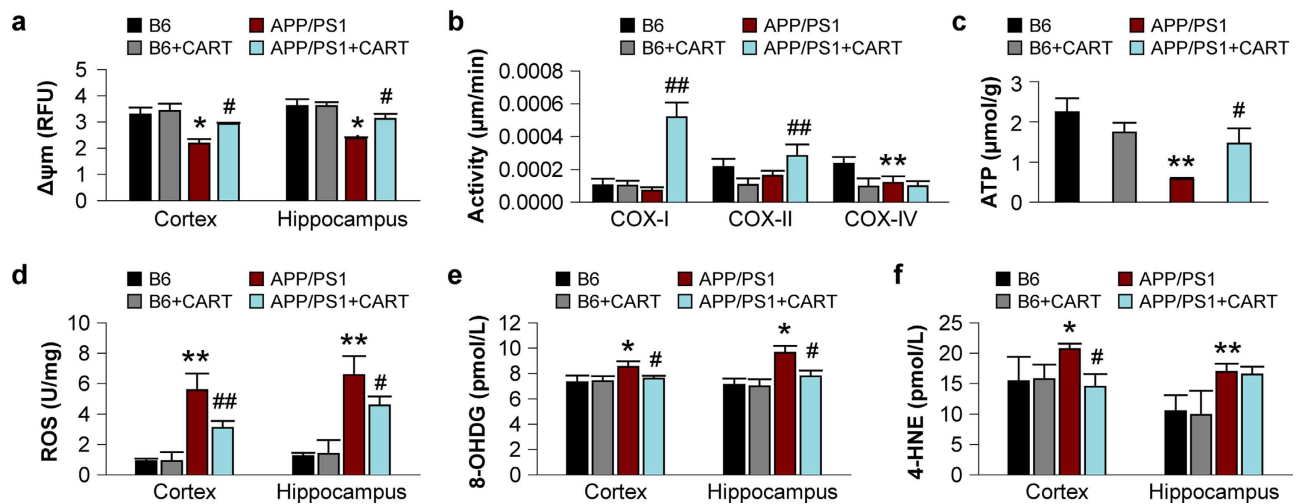 a
B6
APP/PS1
B6+CART
APP/PS1+CART
Δψm (RFU)
5
4
3
2
1
0
*
#
*
#
Cortex
Hippocampus
b
B6
APP/PS1
B6+CART
APP/PS1+CART
Activity (μm/min)
0.0008
0.0006
0.0004
0.0002
0.0000
##
##
**
COX-I
COX-II
COX-IV
c
B6
APP/PS1
B6+CART
APP/PS1+CART
ATP (μmol/g)
3
2
1
0
**
#
d
B6
APP/PS1
B6+CART
APP/PS1+CART
ROS (U/mg)
10
8
6
4
2
0
**
##
**
#
Cortex
Hippocampus
e
B6
APP/PS1
B6+CART
APP/PS1+CART
8-OHDG (pmol/L)
12
10
8
6
4
2
0
*
#
*
#
Cortex
Hippocampus
f
B6
APP/PS1
B6+CART
APP/PS1+CART
4-HNE (pmol/L)
25
20
15
10
5
0
*
#
**
Cortex
Hippocampus